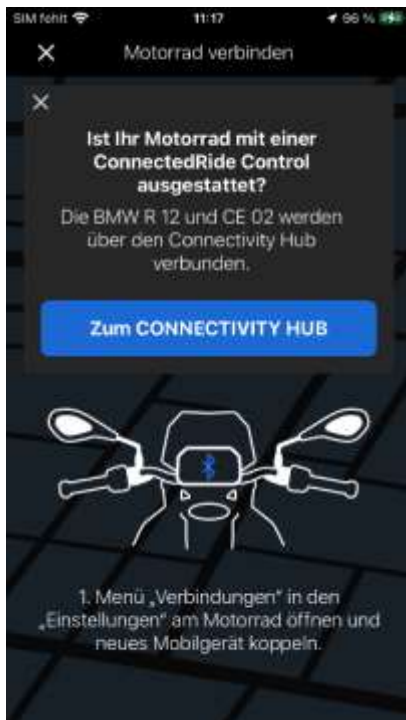 SIM fehlt
11:17
96 %
Motorrad verbinden
Ist Ihr Motorrad mit einer
ConnectedRide Control
ausgestattet?
Die BMW R 12 und CE 02 werden
über den Connectivity Hub
verbunden.
Zum CONNECTIVITY HUB
1. Menü „Verbindungen" in den
„Einstellungen" am Motorrad öffnen und
neues Mobilgerät koppeln.